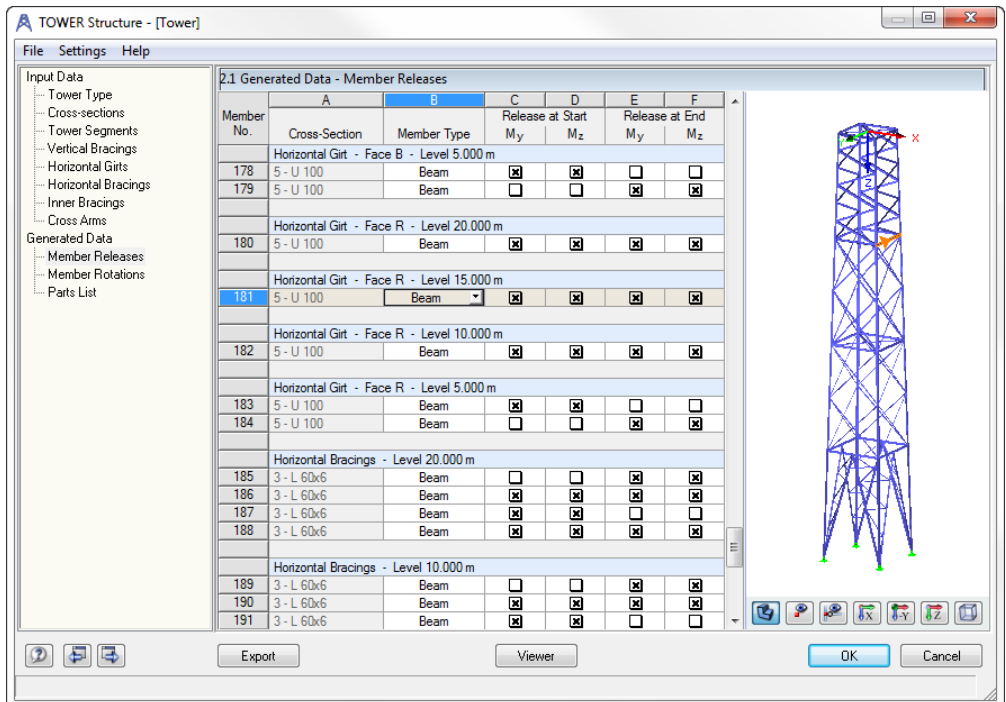 TOWER Structure - [Tower]
File Settings Help
Input Data
Tower Type
Cross-sections
Tower Segments
Vertical Bracings
Horizontal Girts
Horizontal Bracings
Inner Bracings
Cross Arms
Generated Data
Member Releases
Member Rotations
Parts List
2.1 Generated Data - Member Releases
A B C D E F
Member Release at Start Release at End
No. Cross-Section Member Type My Mz My Mz
Horizontal Girt - Face B - Level 5.000 m
178 5 - U 100 Beam
179 5 - U 100 Beam
Horizontal Girt - Face R - Level 20.000 m
180 5 - U 100 Beam
Horizontal Girt - Face R - Level 15.000 m
181 5 - U 100 Beam
Horizontal Girt - Face R - Level 10.000 m
182 5 - U 100 Beam
Horizontal Girt - Face R - Level 5.000 m
183 5 - U 100 Beam
184 5 - U 100 Beam
Horizontal Bracings - Level 20.000 m
185 3 - L 60x6 Beam
186 3 - L 60x6 Beam
187 3 - L 60x6 Beam
188 3 - L 60x6 Beam
Horizontal Bracings - Level 10.000 m
189 3 - L 60x6 Beam
190 3 - L 60x6 Beam
191 3 - L 60x6 Beam
X
Z
X -Y Z
Export Viewer OK Cancel